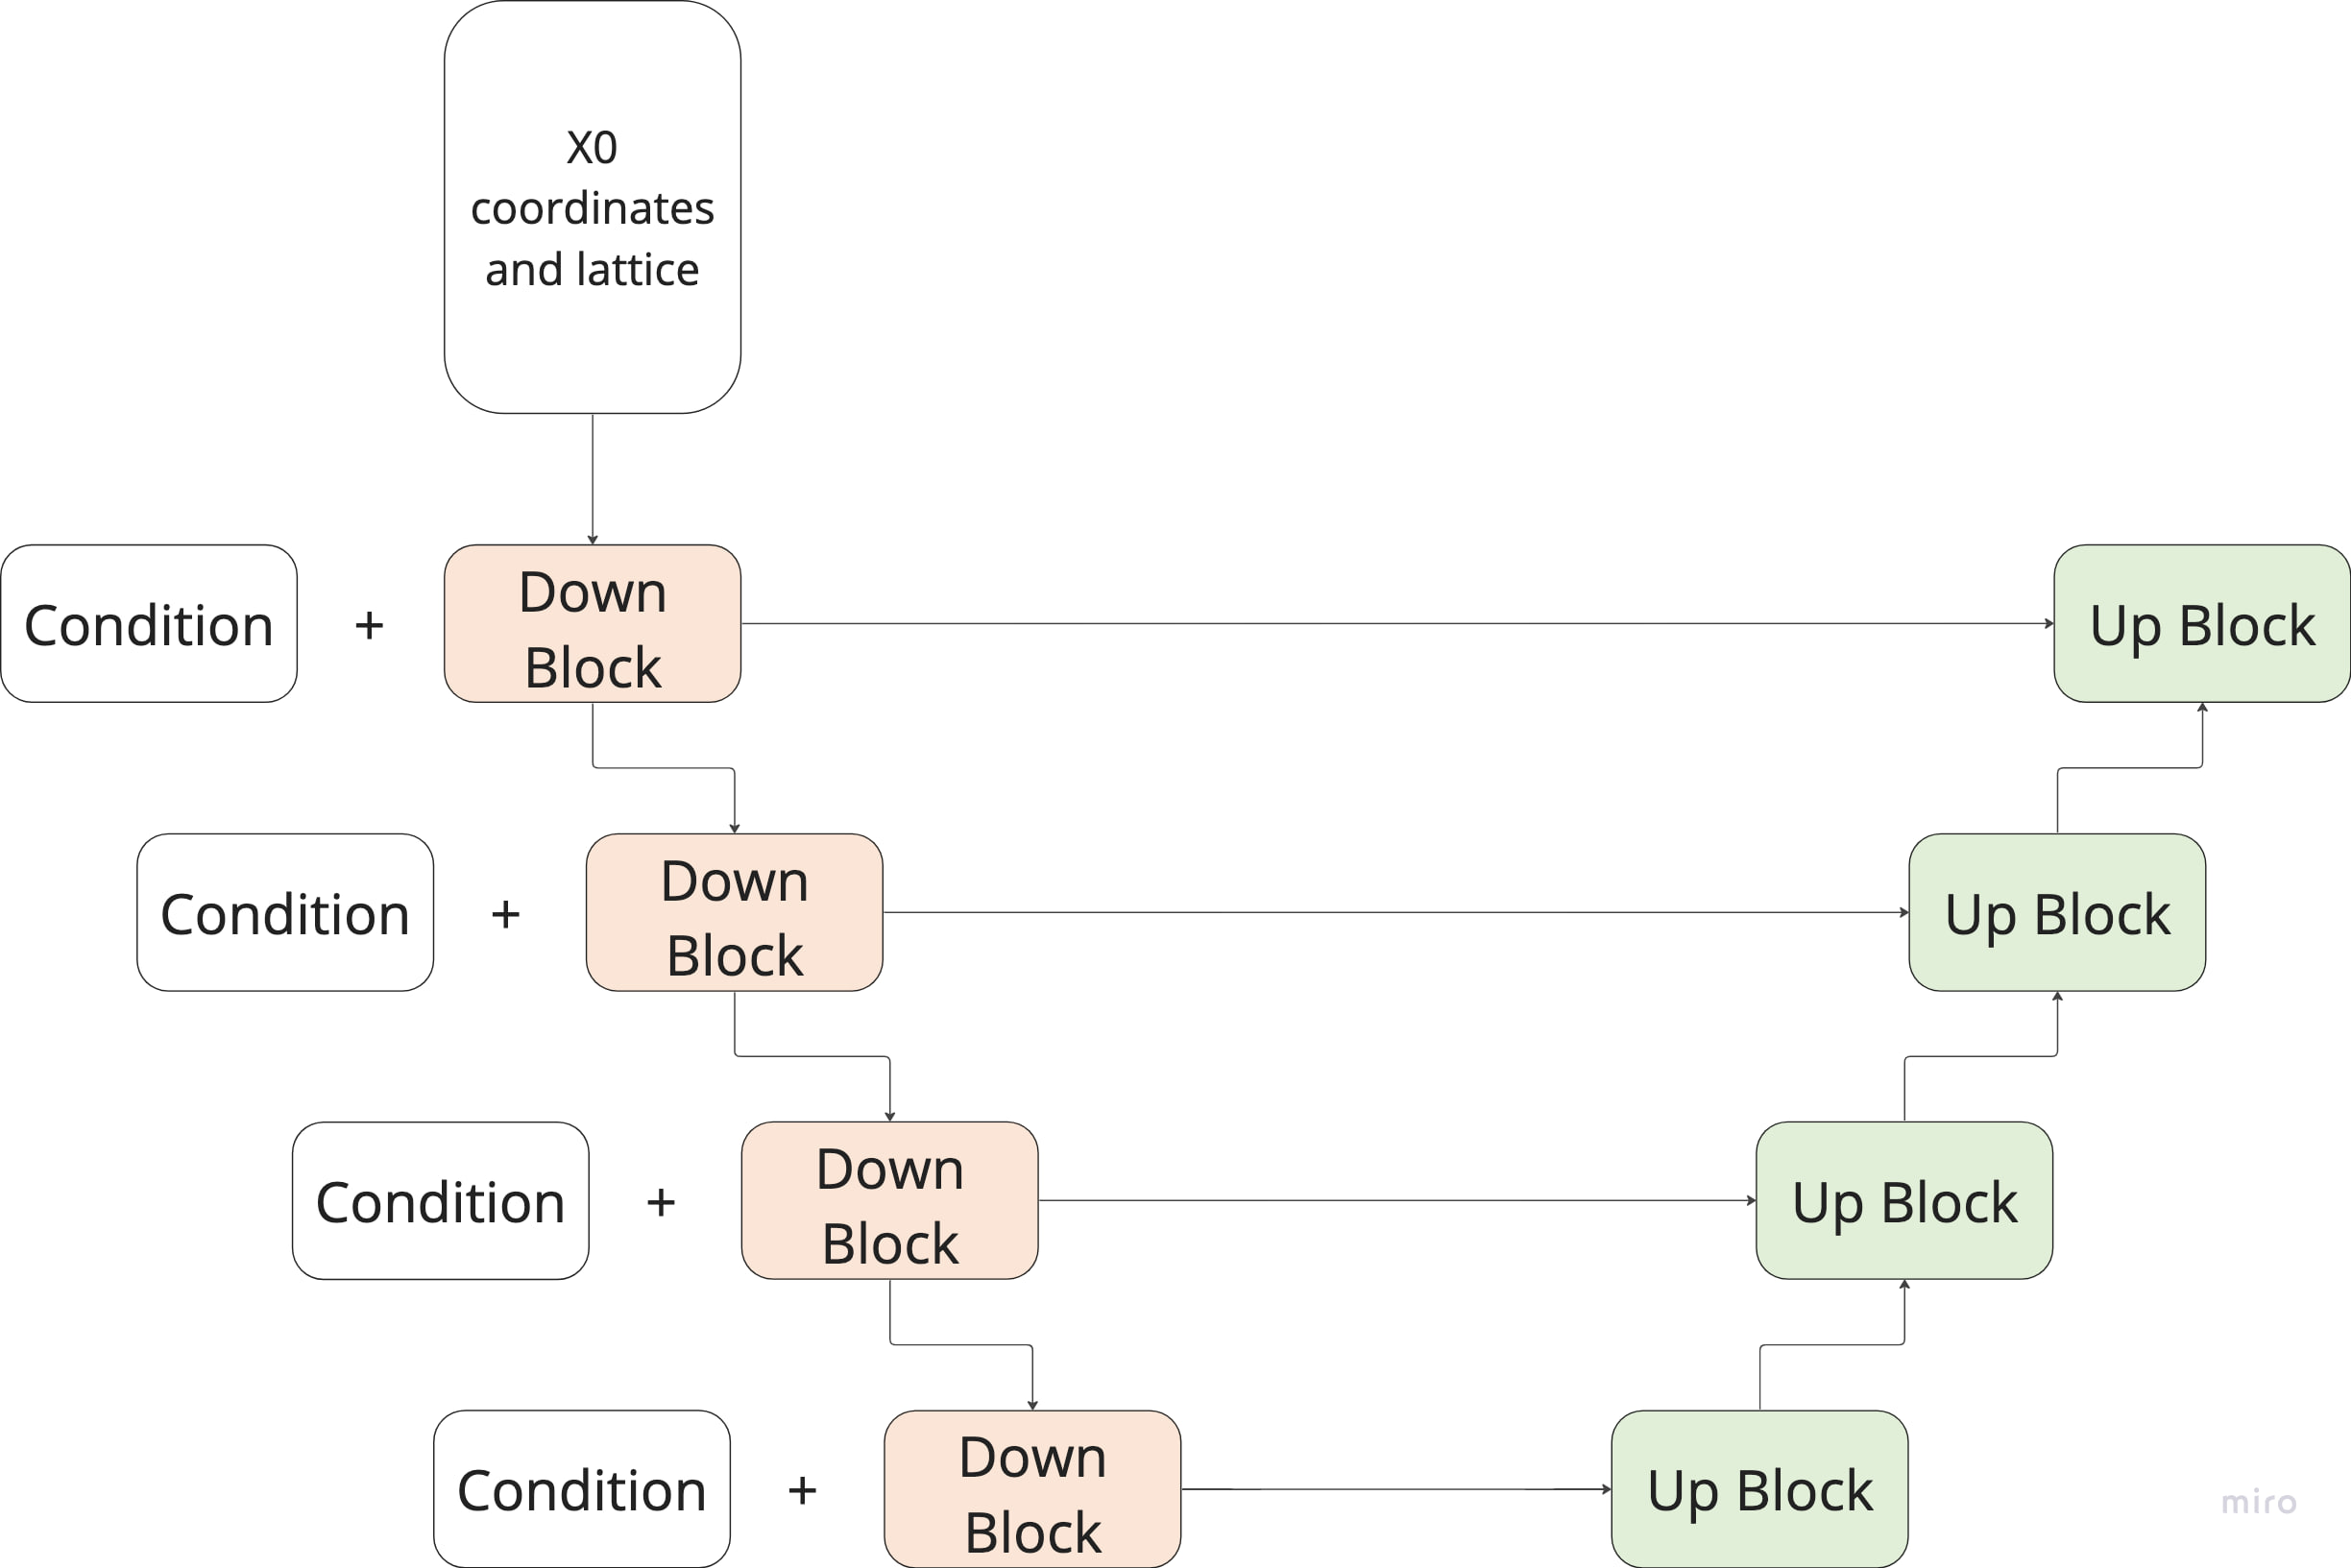 X0
coordinates
and lattice
Condition
+
Down
Block
Up Block
Condition
+
Down
Block
Up Block
Condition
+
Down
Block
Up Block
Condition
+
Down
Block
Up Block
miro